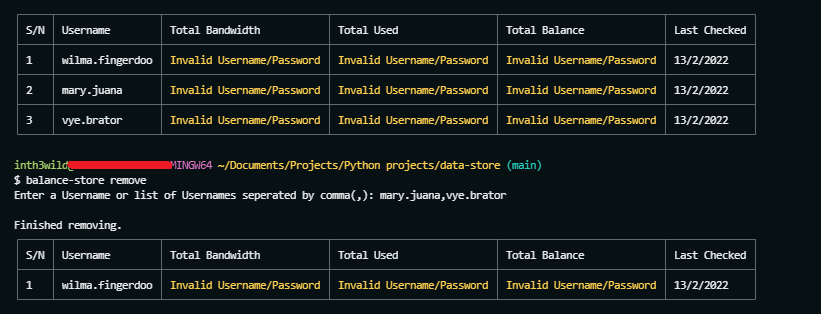 S/N Username Total Bandwidth Total Used Total Balance Last Checked
1 wilma.fingerdoo Invalid Username/Password Invalid Username/Password Invalid Username/Password 13/2/2022
2 mary.juana Invalid Username/Password Invalid Username/Password Invalid Username/Password 13/2/2022
3 vye.brator Invalid Username/Password Invalid Username/Password Invalid Username/Password 13/2/2022
inth3wild@ MINGW64 ~/Documents/Projects/Python projects/data-store (main)
$ balance-store remove
Enter a Username or list of Usernames seperated by comma(,): mary.juana,vye.brator
Finished removing.
S/N Username Total Bandwidth Total Used Total Balance Last Checked
1 wilma.fingerdoo Invalid Username/Password Invalid Username/Password Invalid Username/Password 13/2/2022